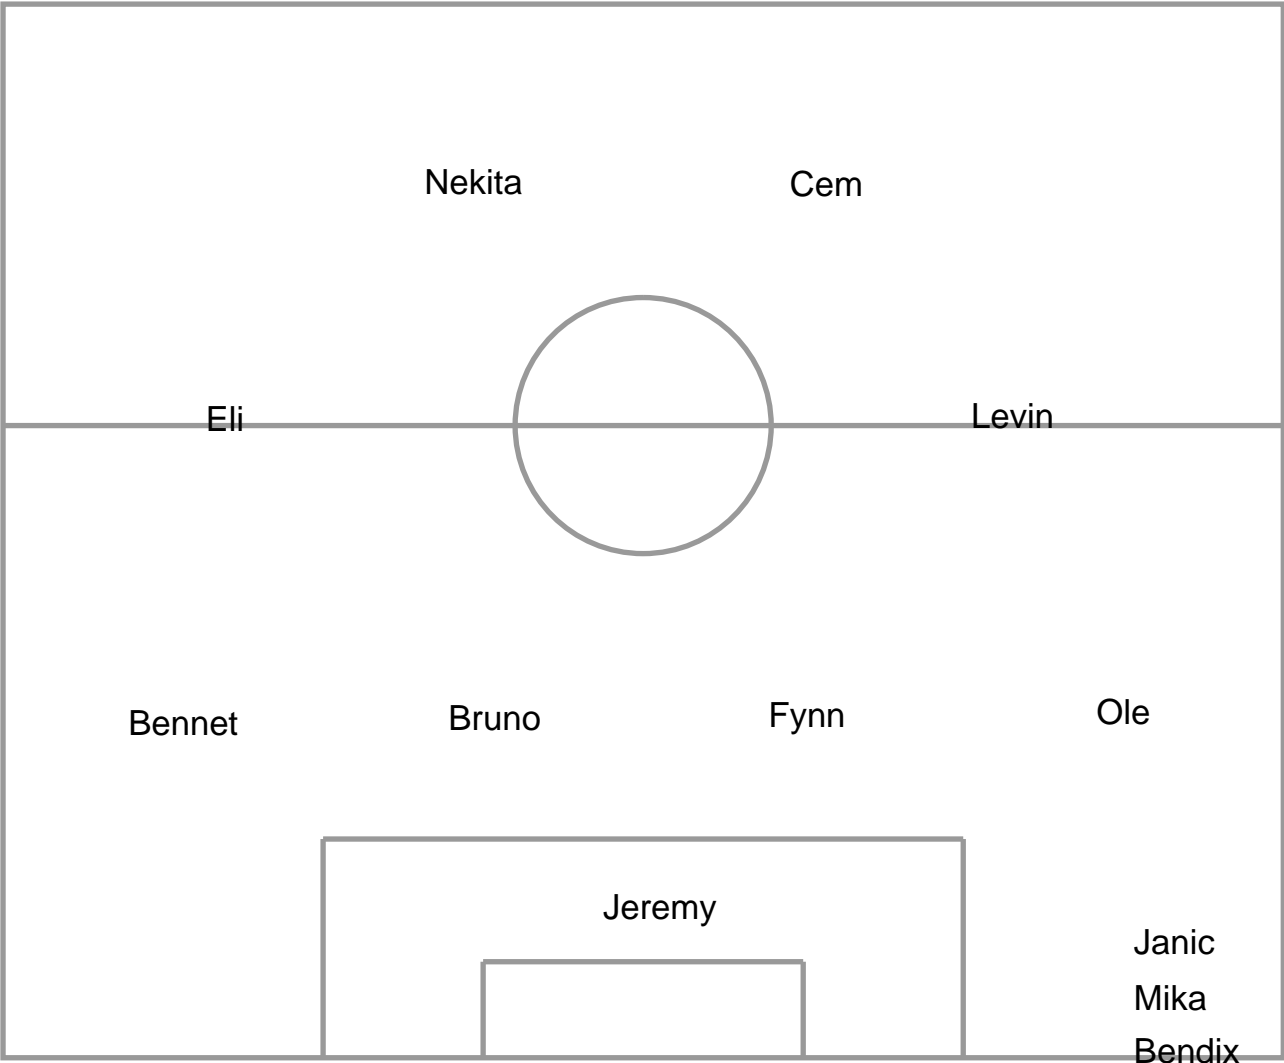 Nekita Cem
Eli Levin
Bennet Bruno Fynn Ole
Jeremy
Janic
Mika
Bendix